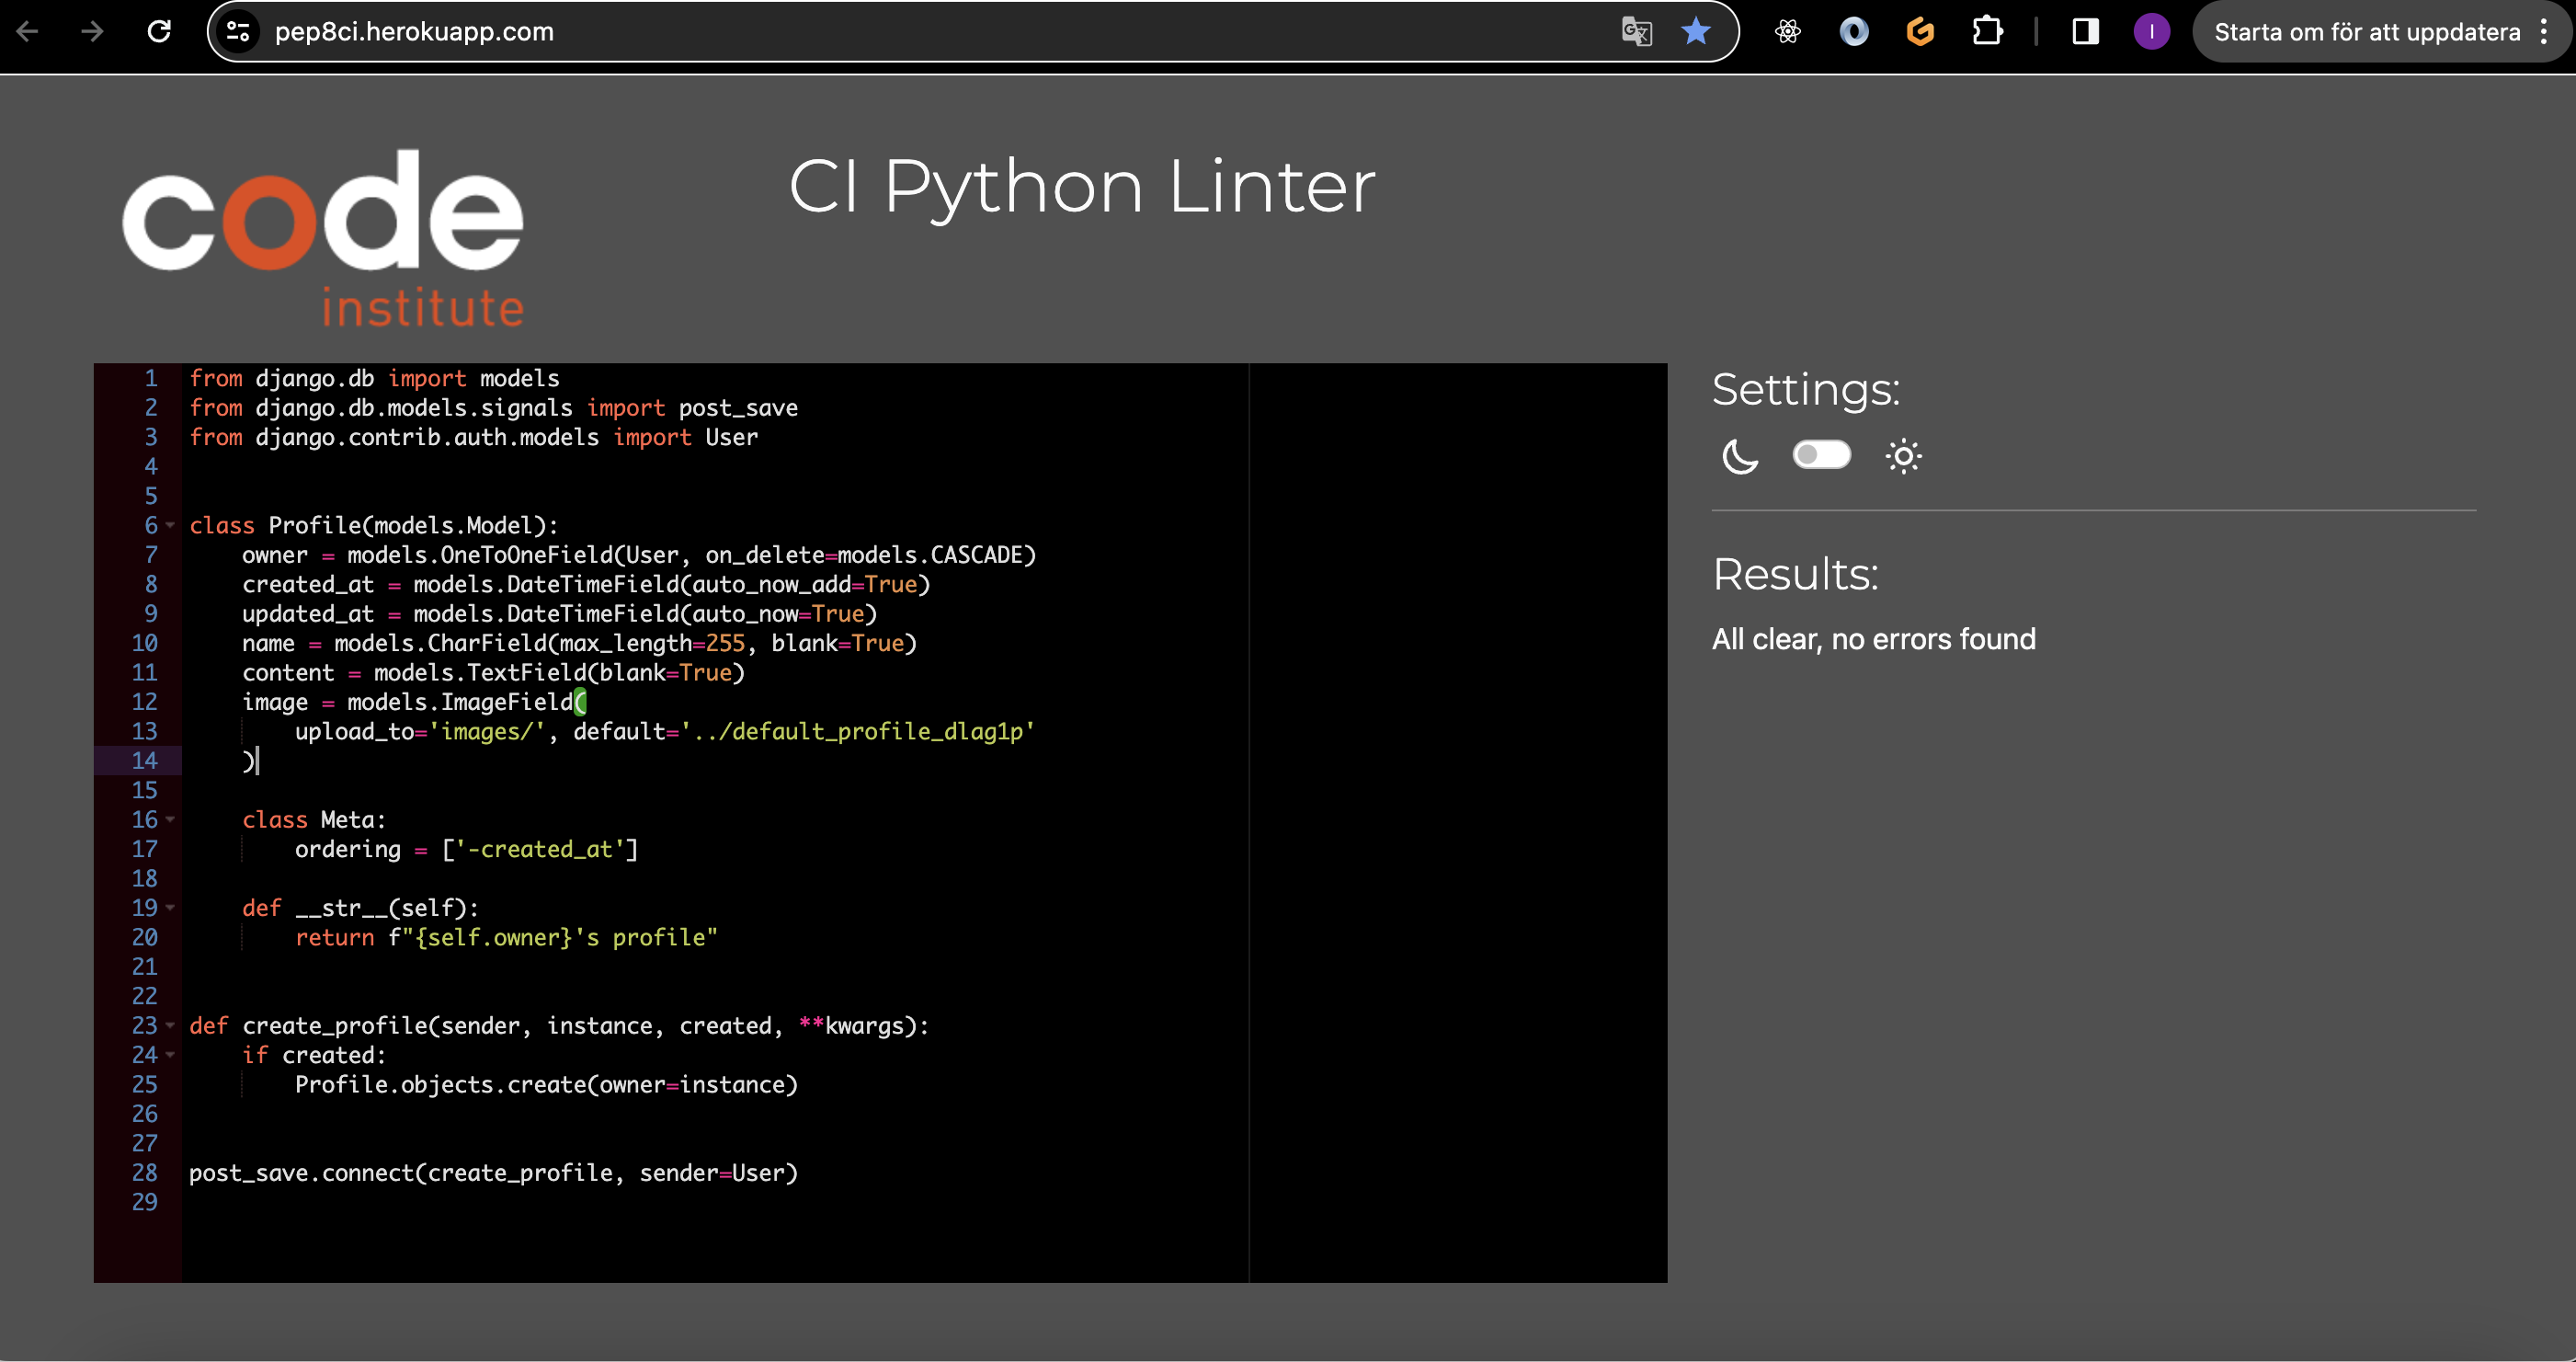 pep8ci.herokuapp.com
Starta om för att uppdatera
I
code
institute
CI Python Linter
1 from django.db import models
2 from django.db.models.signals import post_save
3 from django.contrib.auth.models import User
4
5
6 class Profile(models.Model):
7     owner = models.OneToOneField(User, on_delete=models.CASCADE)
8     created_at = models.DateTimeField(auto_now_add=True)
9     updated_at = models.DateTimeField(auto_now=True)
10     name = models.CharField(max_length=255, blank=True)
11     content = models.TextField(blank=True)
12     image = models.ImageField(
13         upload_to='images/', default='../default_profile_dlag1p'
14     )
15
16     class Meta:
17         ordering = ['-created_at']
18
19     def __str__(self):
20         return f"{self.owner}'s profile"
21
22
23 def create_profile(sender, instance, created, **kwargs):
24     if created:
25         Profile.objects.create(owner=instance)
26
27
28 post_save.connect(create_profile, sender=User)
29
Settings:
Results:
All clear, no errors found